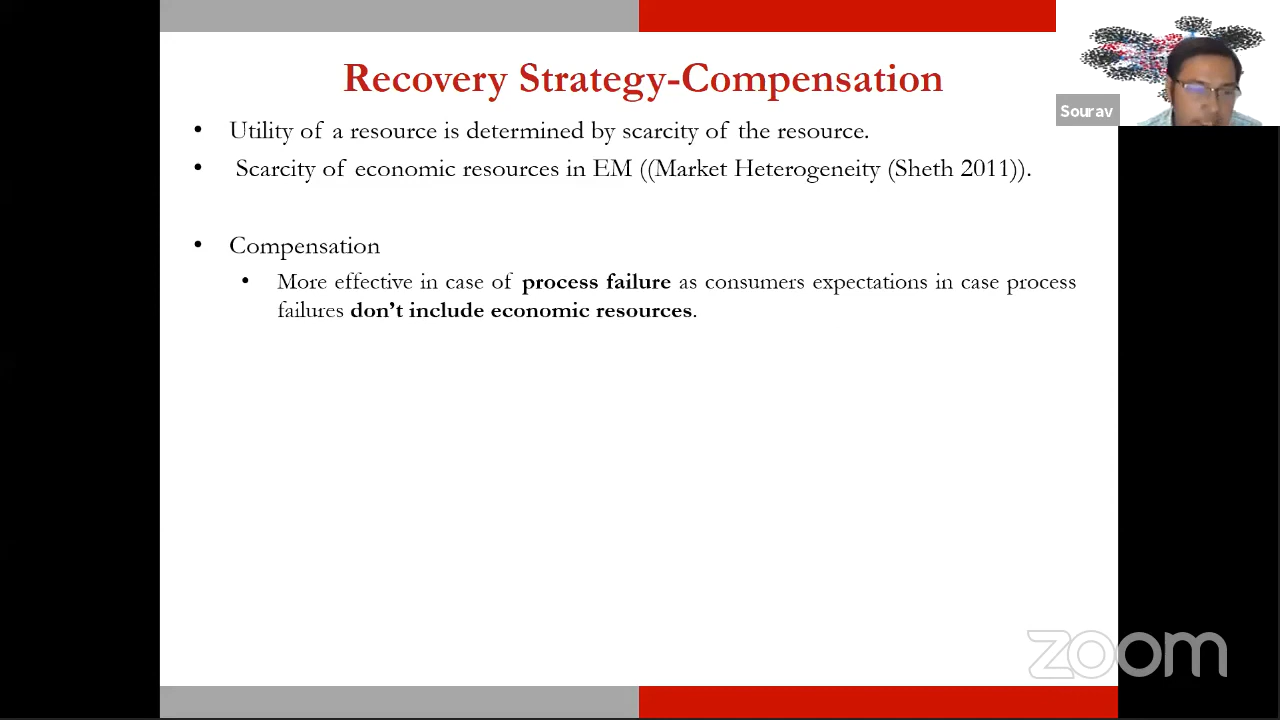 Recovery Strategy-Compensation
Sourav
• Utility of a resource is determined by scarcity of the resource.
• Scarcity of economic resources in EM ((Market Heterogeneity (Sheth 2011)).
• Compensation
• More effective in case of process failure as consumers expectations in case process
failures don't include economic resources.
zoom